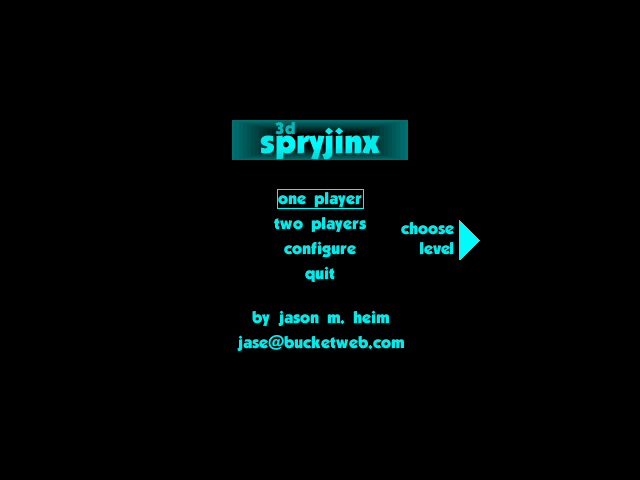 3d
spryjinx
one player
two players
configure
quit
choose
level
by jason m. heim
jase@bucketweb.com